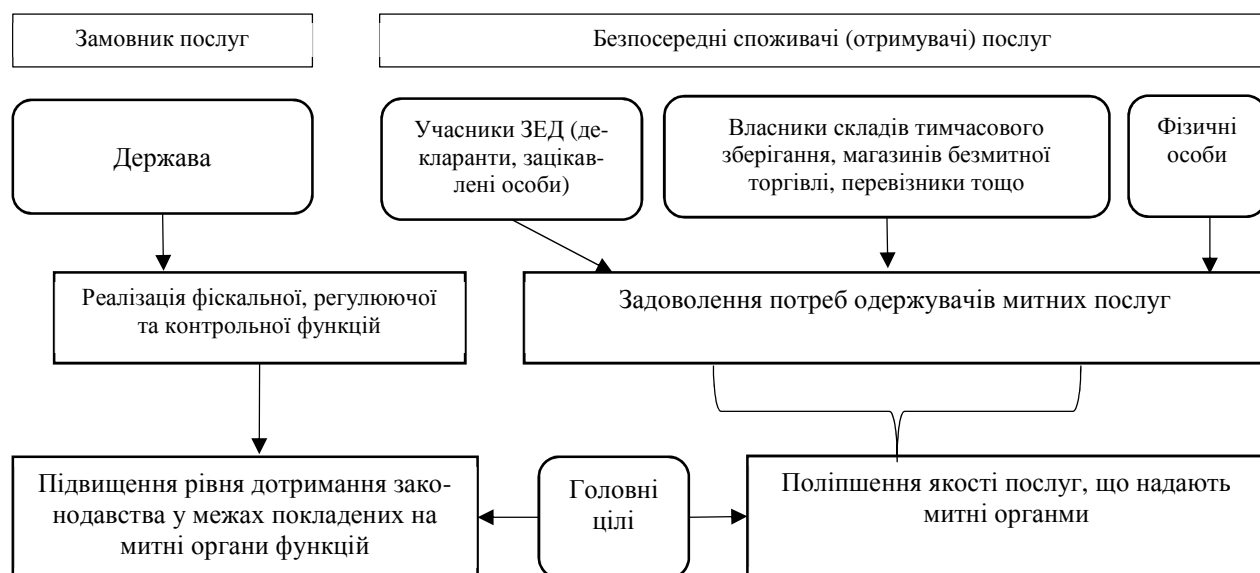 Замовник послуг
Безпосередні споживачі (отримувачі) послуг
Держава
Учасники ЗЕД (де-
кларанти, зацікав-
лені особи)
Власники складів тимчасового
зберігання, магазинів безмитної
торгівлі, перевізники тощо
Фізичні
особи
Реалізація фіскальної, регулюючої
та контрольної функцій
Задоволення потреб одержувачів митних послуг
Підвищення рівня дотримання зако-
нодавства у межах покладених на
митні органи функцій
Головні
цілі
Поліпшення якості послуг, що надають
митні органми